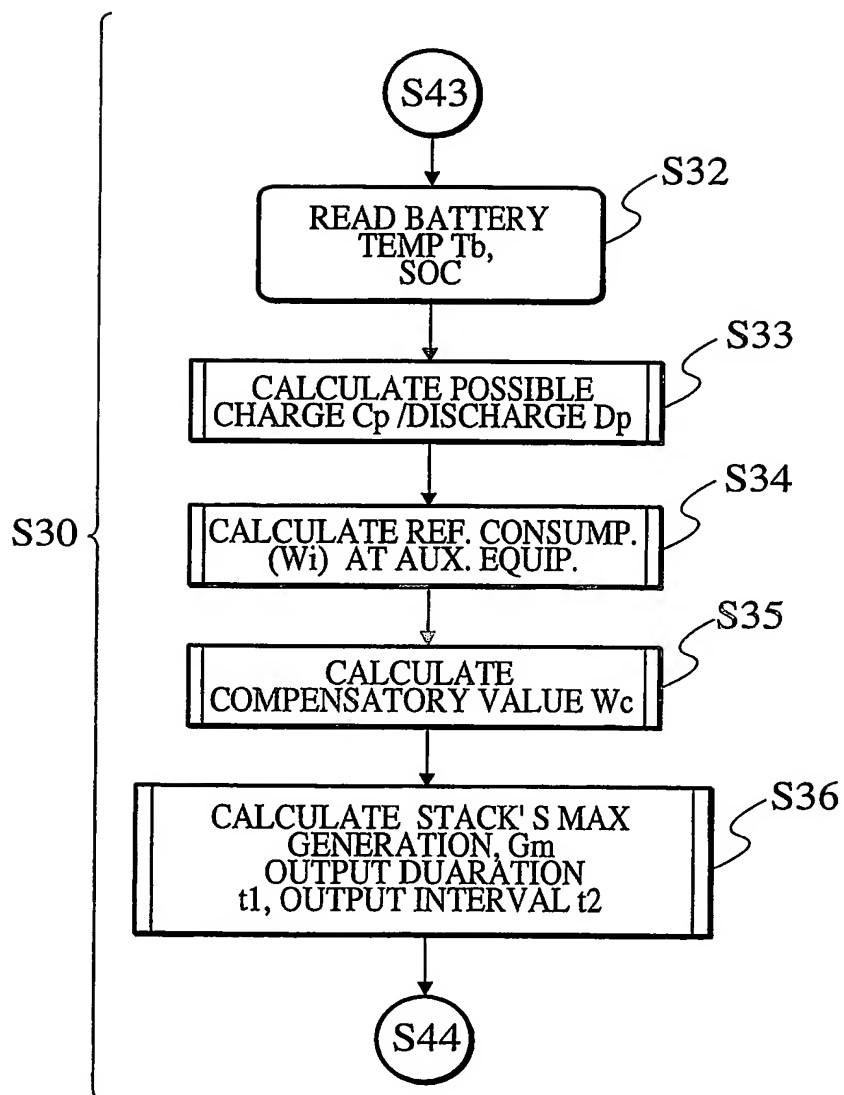 S43
S32
READ BATTERY
TEMP Tb,
SOC
S33
CALCULATE POSSIBLE
CHARGE Cp /DISCHARGE Dp
S34
CALCULATE REF. CONSUMP.
(Wi) AT AUX. EQUIP.
S30
S35
CALCULATE
COMPENSATORY VALUE Wc
S36
CALCULATE STACK' S MAX
GENERATION, Gm
OUTPUT DUARATION
t1, OUTPUT INTERVAL t2
S44